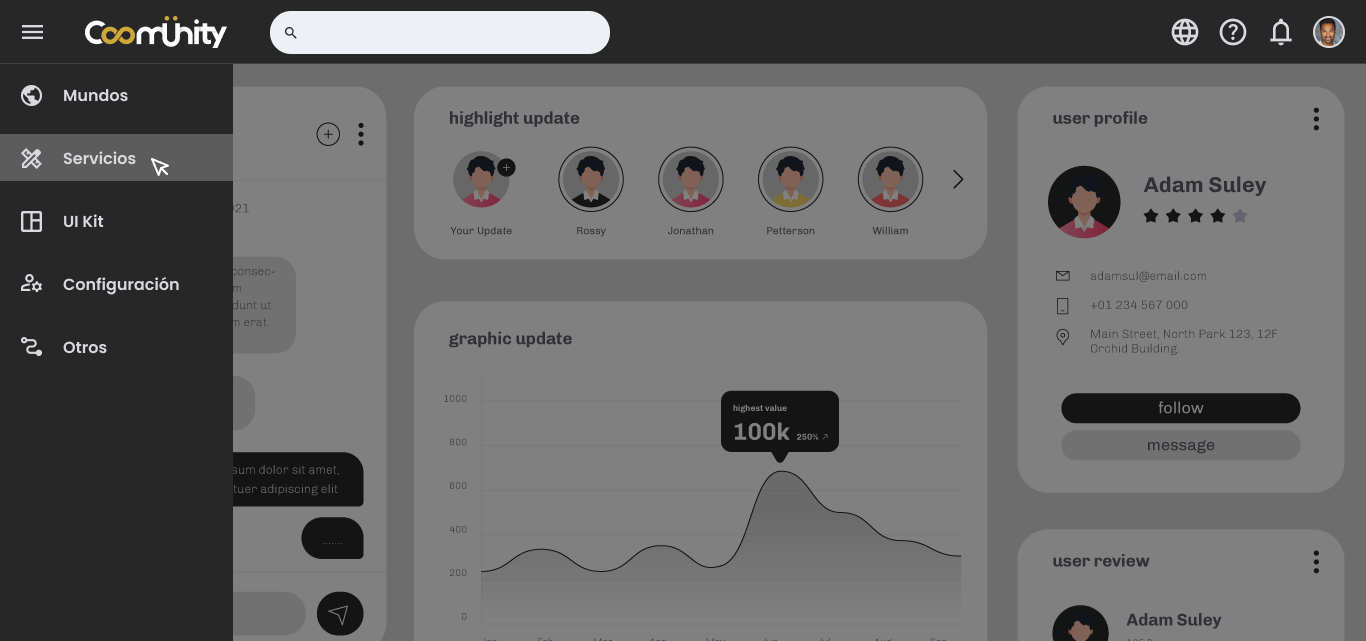 CoomÜnity
Mundos
Servicios
UI Kit
Configuración
Otros
021
consec-
m
dunt ut
m erat.
sum dolor sit amet,
tuer adipiscing elit
.......
highlight update
Your Update
Rossy
Jonathan
Petterson
William
graphic update
1000
800
600
400
200
0
highest value
100k 250%
user profile
Adam Suley
adamsul@email.com
+01 234 567 000
Main Street, North Park 123, 12F
Orchid Building.
follow
message
user review
Adam Suley